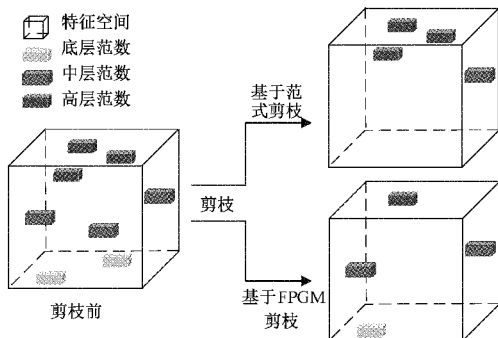 特征空间
底层范数
中层范数
高层范数
基于范
式剪枝
剪枝
基于FPGM
剪枝
剪枝前